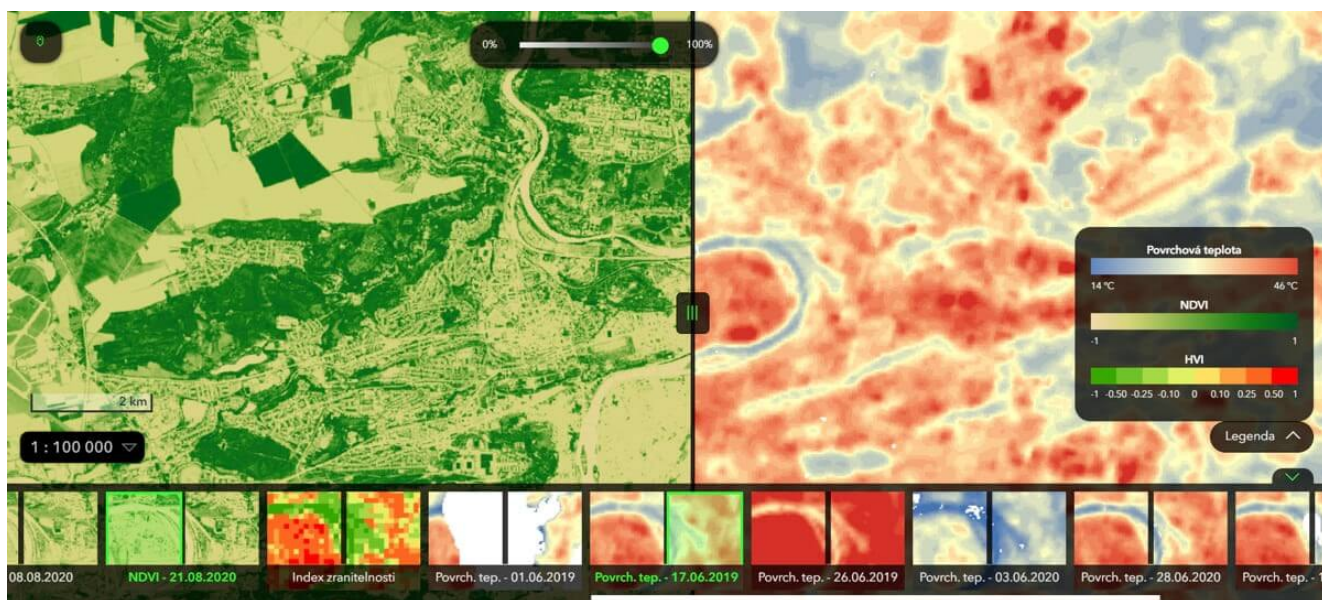 0% 100%
Povrchová teplota
14 °C 46 °C
NDVI
-1 1
HVI
-1 -0.50 -0.25 -0.10 0 0.10 0.25 0.50 1
2 km
Legenda
1 : 100 000
08.08.2020
NDVI - 21.08.2020
Index zranitelnosti
Povrch. tep. - 01.06.2019
Povrch. tep. - 17.06.2019
Povrch. tep. - 26.06.2019
Povrch. tep. - 03.06.2020
Povrch. tep. - 28.06.2020
Povrch. tep. - 1